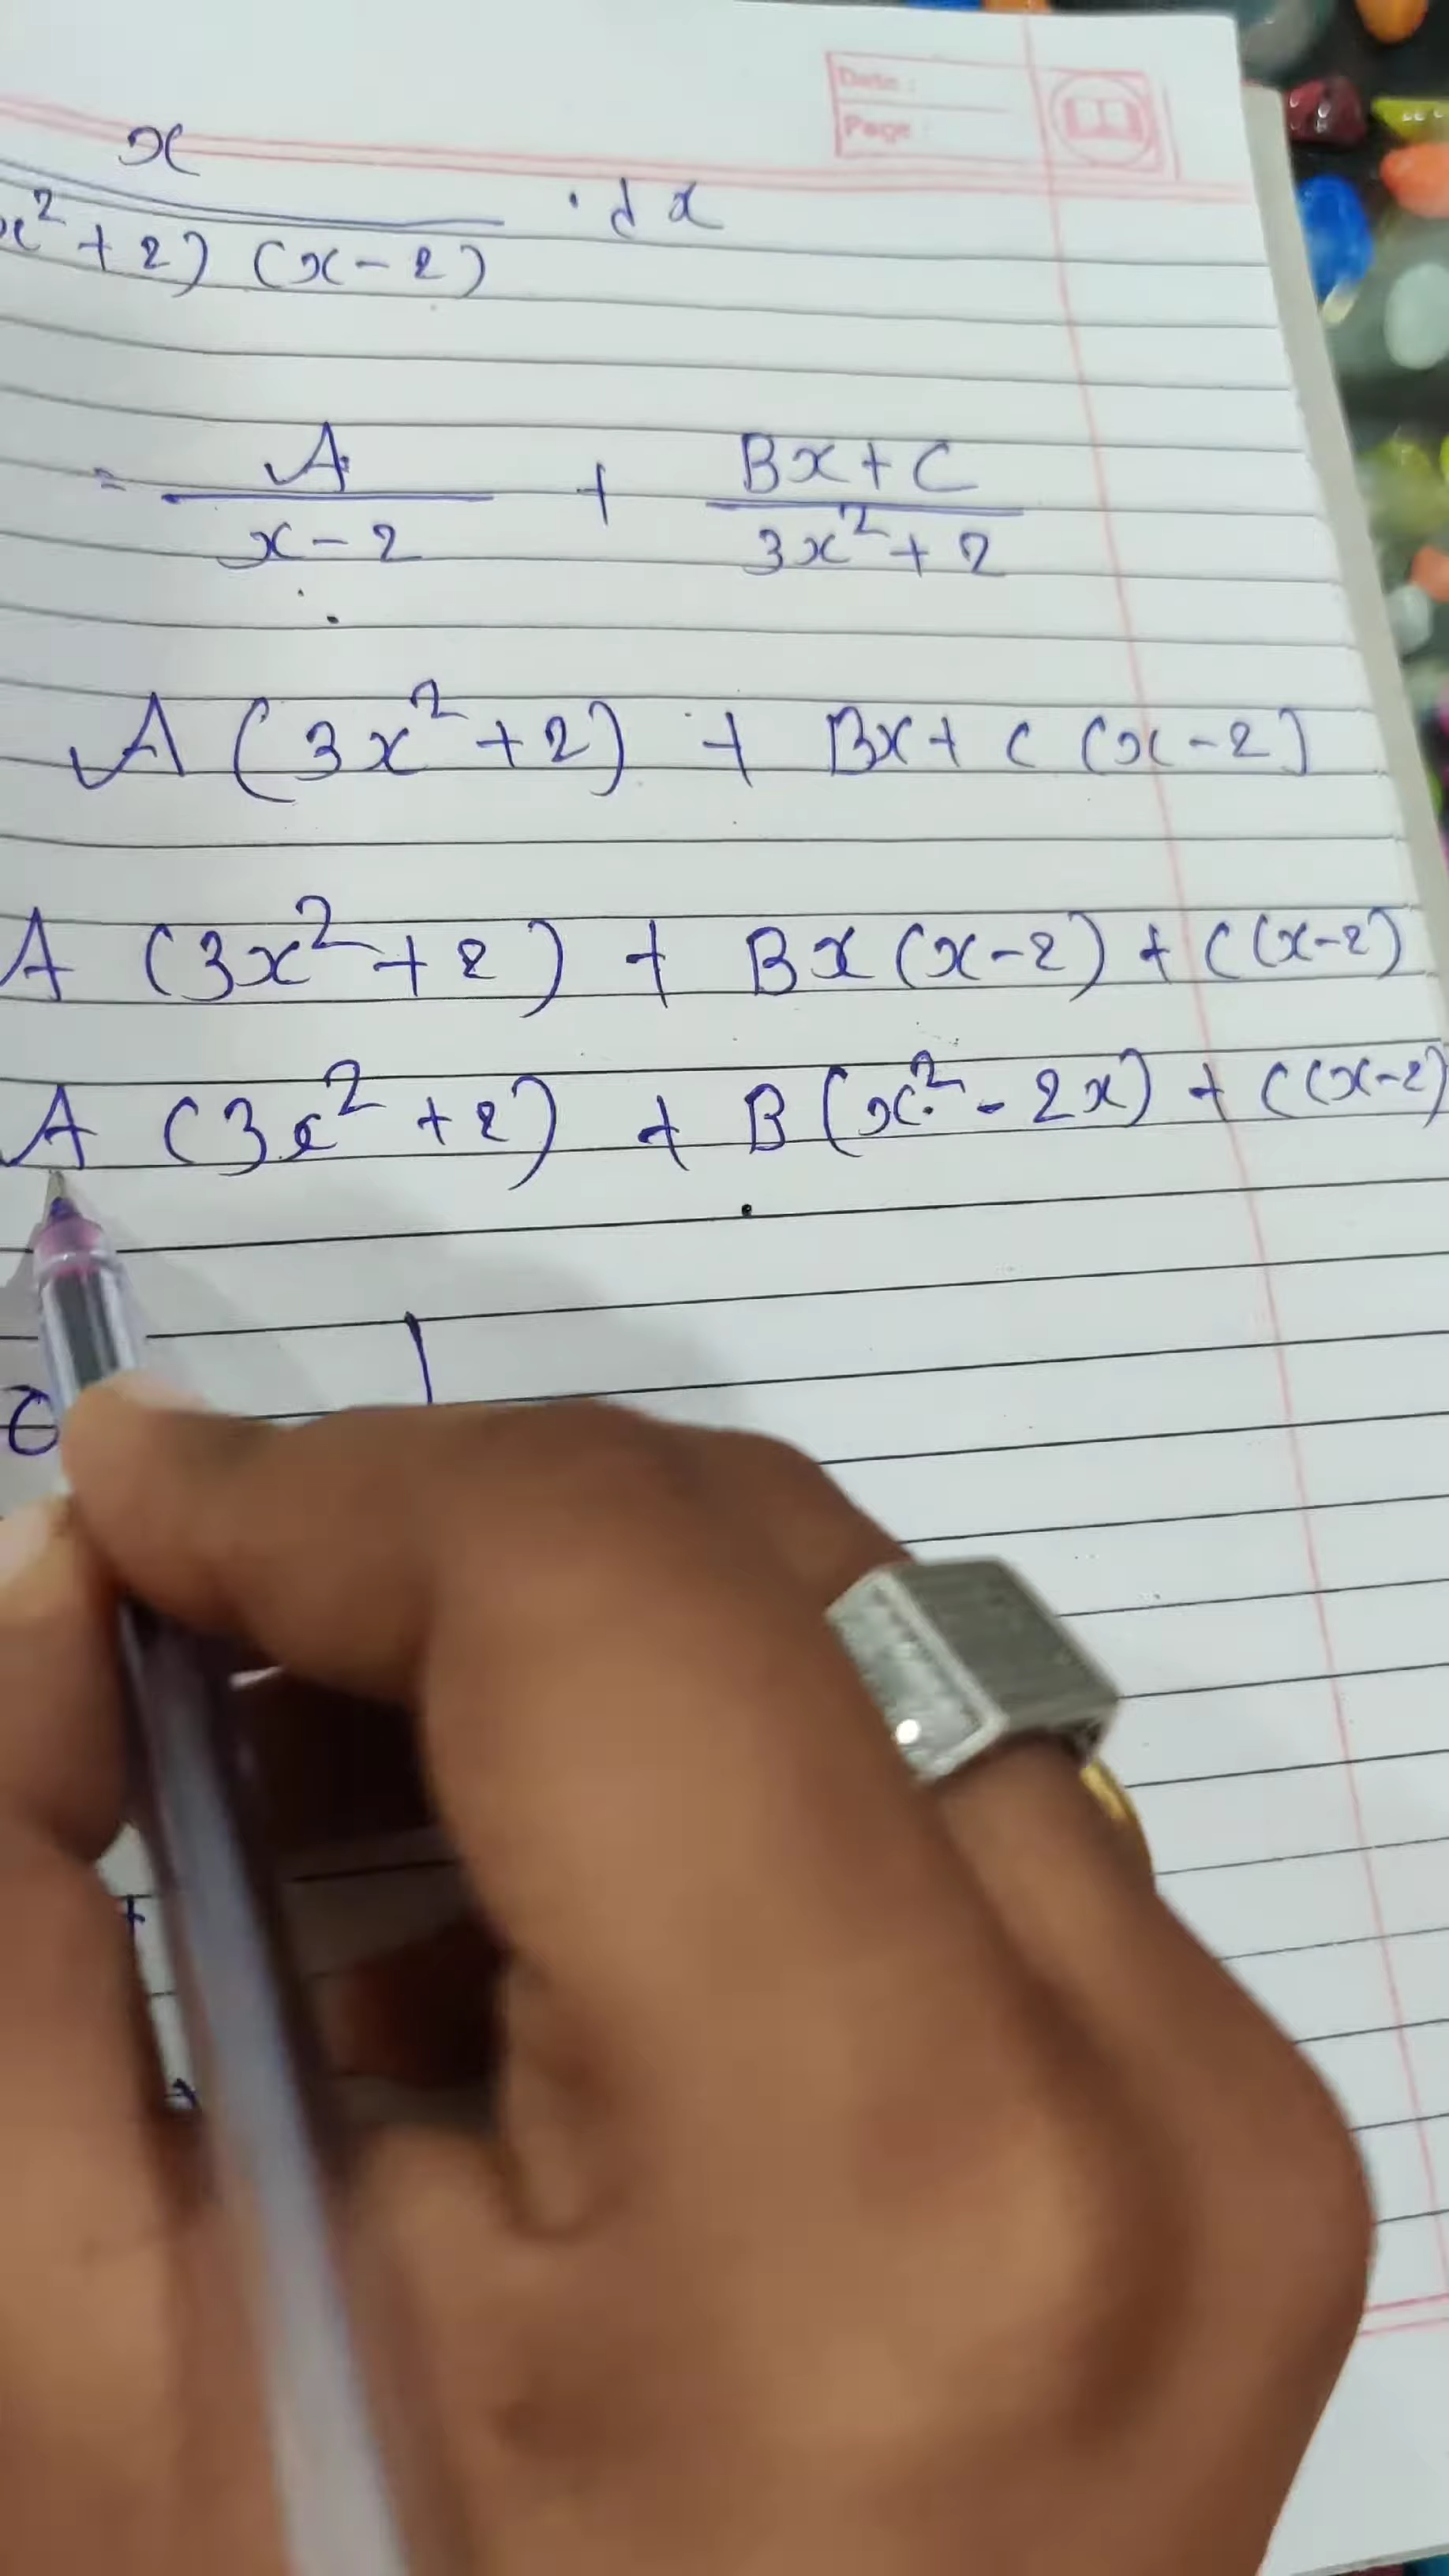 Date :
Page :
x
x² + 2) (x - 2) . dx
= A / x - 2 + Bx + C / 3x² + 2
A (3x² + 2) + Bx + C (x - 2)
A (3x² + 2) + Bx (x - 2) + C (x - 2)
A (3x² + 2) + B (x² - 2x) + C (x - 2)